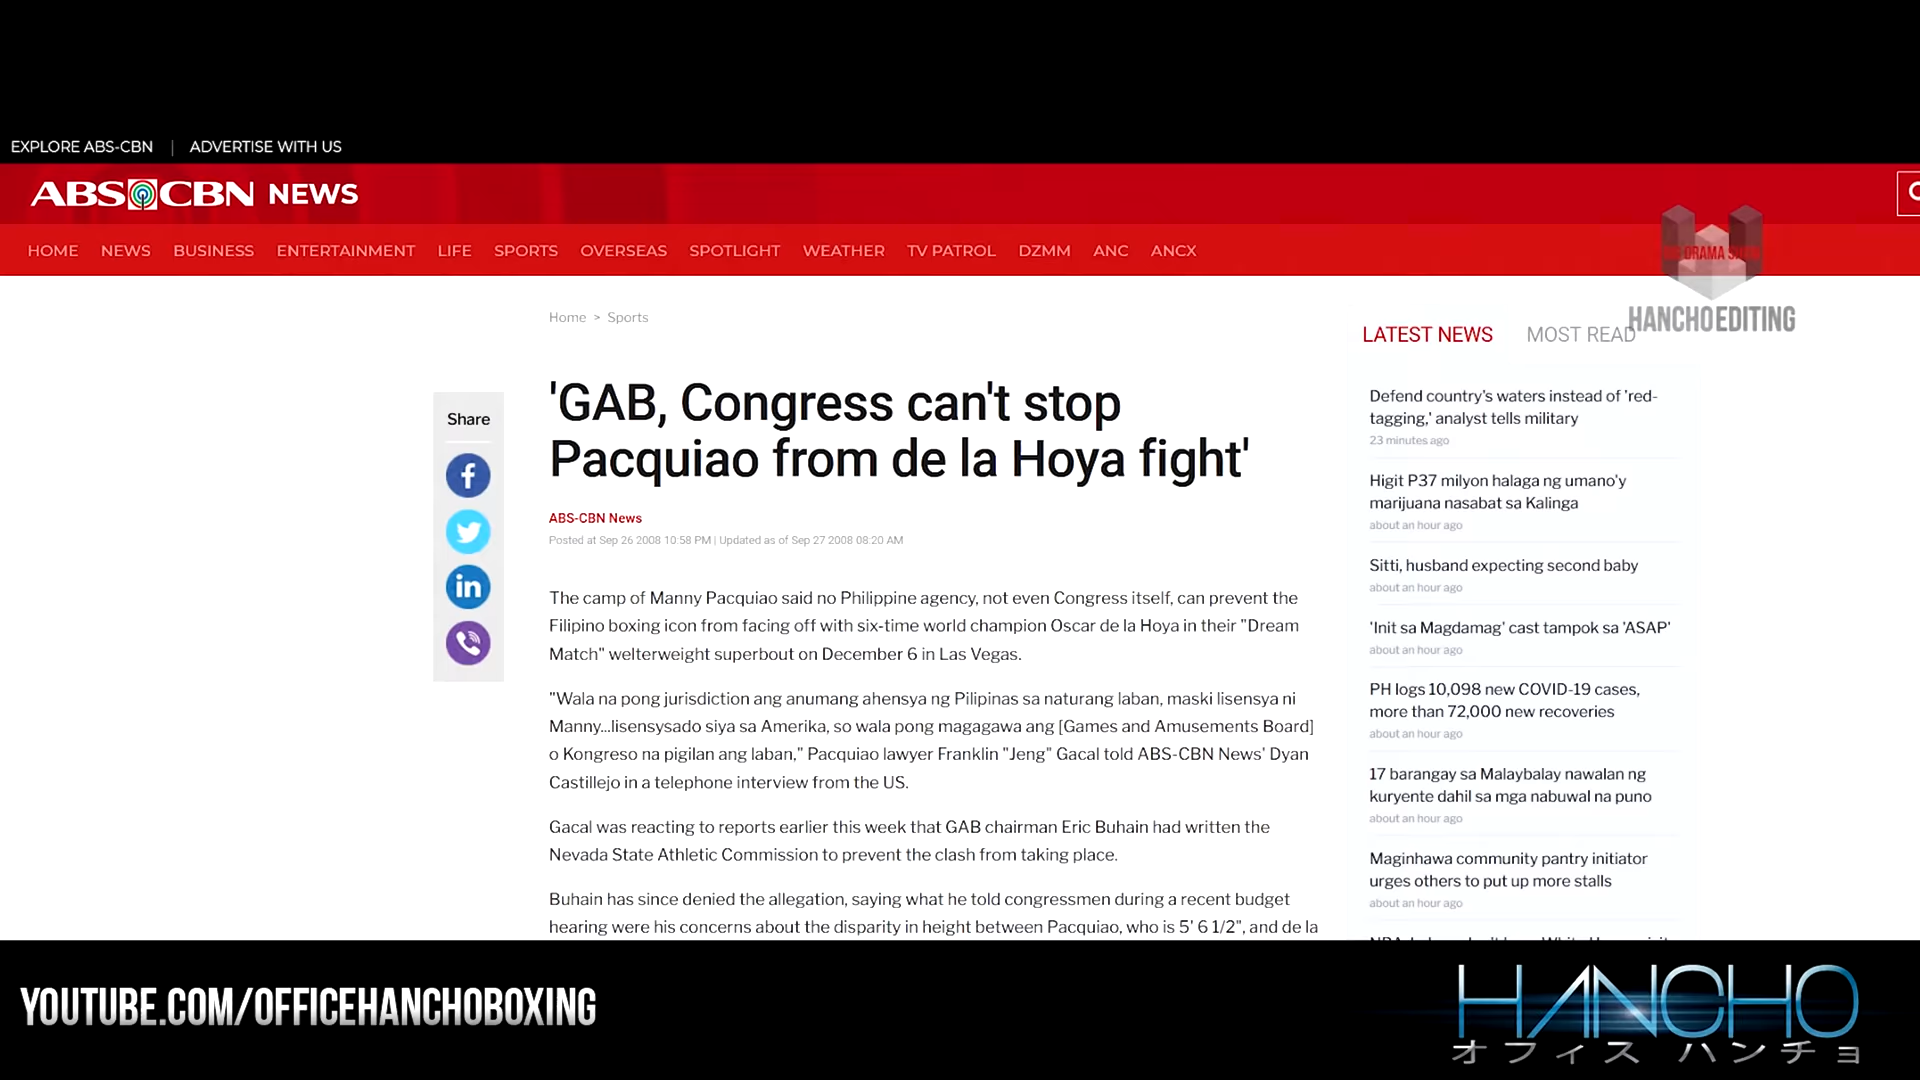 EXPLORE ABS-CBN | ADVERTISE WITH US
ABS CBN NEWS
HOME NEWS BUSINESS ENTERTAINMENT LIFE SPORTS OVERSEAS SPOTLIGHT WEATHER TV PATROL DZMM ANC ANCX
DRAMA
HANCHOEDITING
Home > Sports
'GAB, Congress can't stop
Pacquiao from de la Hoya fight'
Share
ABS-CBN News
Posted at Sep 26 2008 10:58 PM | Updated as of Sep 27 2008 08:20 AM
The camp of Manny Pacquiao said no Philippine agency, not even Congress itself, can prevent the
Filipino boxing icon from facing off with six-time world champion Oscar de la Hoya in their "Dream
Match" welterweight superbout on December 6 in Las Vegas.
"Wala na pong jurisdiction ang anumang ahensya ng Pilipinas sa naturang laban, maski lisensya ni
Manny...lisensysado siya sa Amerika, so wala pong magagawa ang [Games and Amusements Board]
o Kongreso na pigilan ang laban," Pacquiao lawyer Franklin "Jeng" Gacal told ABS-CBN News' Dyan
Castillejo in a telephone interview from the US.
Gacal was reacting to reports earlier this week that GAB chairman Eric Buhain had written the
Nevada State Athletic Commission to prevent the clash from taking place.
Buhain has since denied the allegation, saying what he told congressmen during a recent budget
hearing were his concerns about the disparity in height between Pacquiao, who is 5' 6 1/2", and de la
LATEST NEWS MOST READ
Defend country's waters instead of 'red-
tagging,' analyst tells military
23 minutes ago
Higit P37 milyon halaga ng umano'y
marijuana nasabat sa Kalinga
about an hour ago
Sitti, husband expecting second baby
about an hour ago
'Init sa Magdamag' cast tampok sa 'ASAP'
about an hour ago
PH logs 10,098 new COVID-19 cases,
more than 72,000 new recoveries
about an hour ago
17 barangay sa Malaybalay nawalan ng
kuryente dahil sa mga nabuwal na puno
about an hour ago
Maginhawa community pantry initiator
urges others to put up more stalls
about an hour ago
YOUTUBE.COM/OFFICEHANCHOBOXING
HANCHO
オフィス ハンチョ